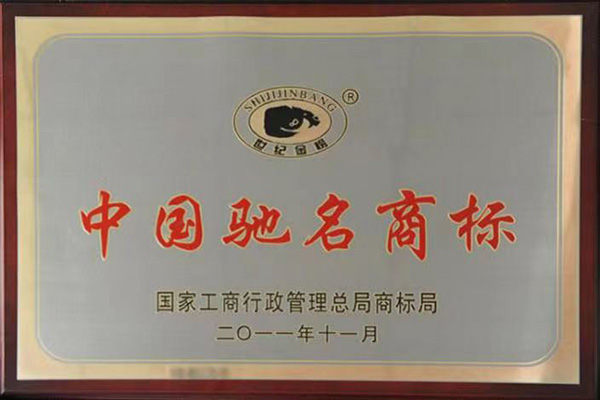 SHIJIJINBANG
®
世纪金榜
中国驰名商标
国家工商行政管理总局商标局
二〇一一年十一月